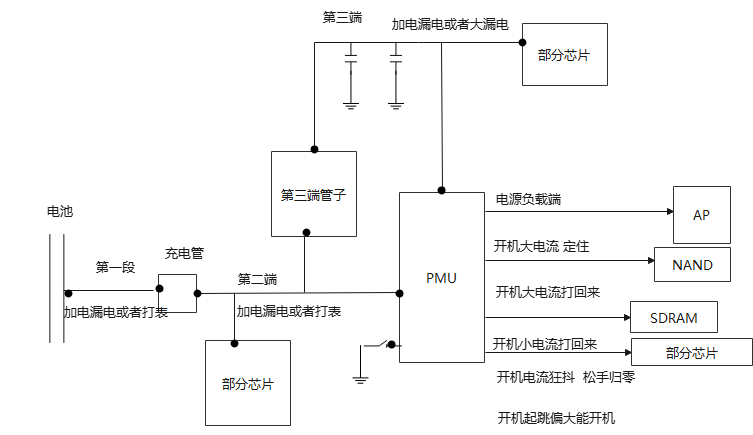 第三端
加电漏电或者大漏电
部分芯片
第三端管子
电池
电源负载端
AP
充电管
第一段
第二端
开机大电流 定住
NAND
PMU
加电漏电或者打表
加电漏电或者打表
开机大电流打回来
SDRAM
开机小电流打回来
部分芯片
部分芯片
开机电流狂抖 松手归零
开机起跳偏大能开机